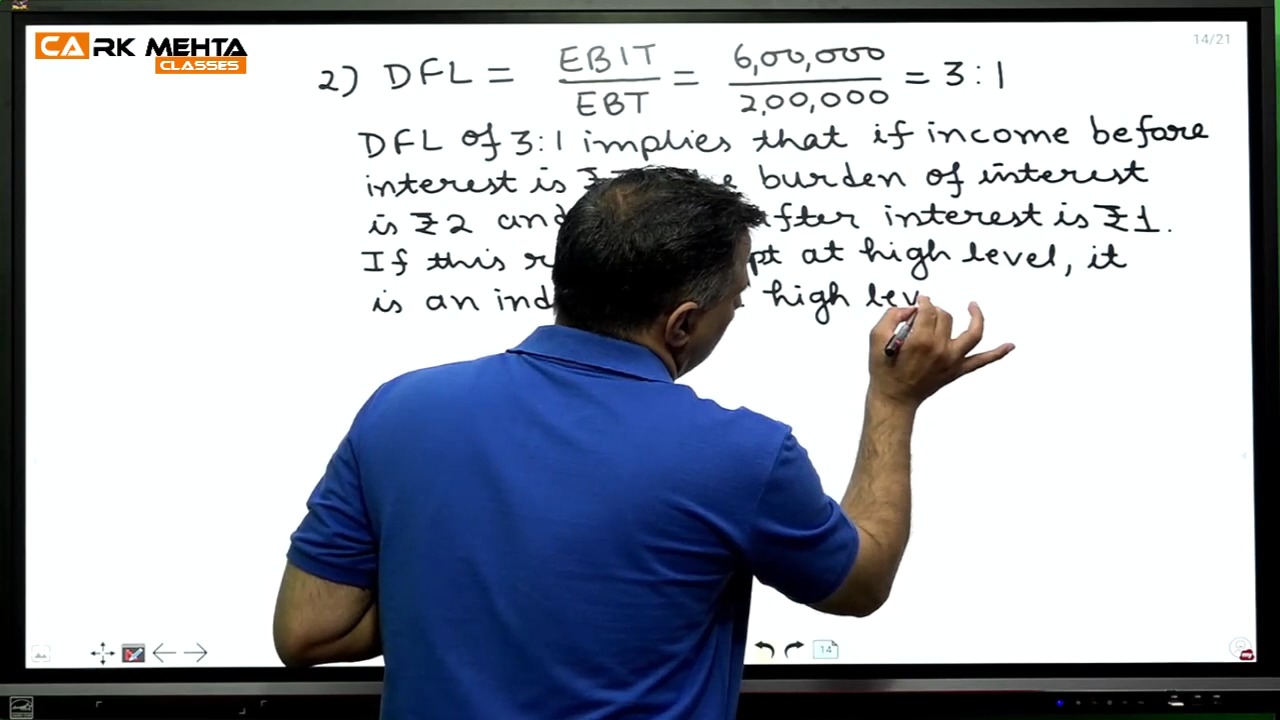 CA RK MEHTA
CLASSES
14/21
2) DFL = EBIT / EBT = 6,00,000 / 2,00,000 = 3:1
DFL of 3:1 implies that if income before
interest is burden of interest
is ₹2 and after interest is ₹1.
If this at high level, it
is an high lev
14